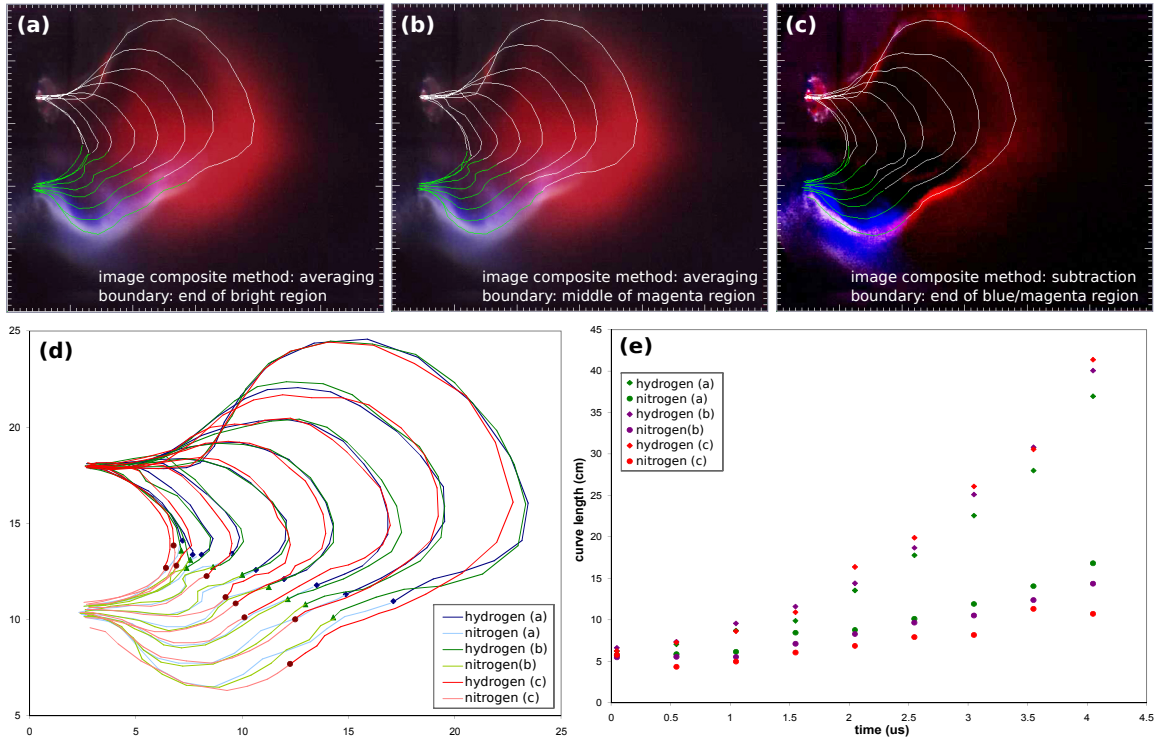 (a)
image composite method: averaging
boundary: end of bright region
(b)
image composite method: averaging
boundary: middle of magenta region
(c)
image composite method: subtraction
boundary: end of blue/magenta region
(d)
25
20
15
10
5
0
5
10
15
20
25
hydrogen (a)
nitrogen (a)
hydrogen (b)
nitrogen(b)
hydrogen (c)
nitrogen (c)
(e)
45
40
35
30
25
20
15
10
5
0
curve length (cm)
hydrogen (a)
nitrogen (a)
hydrogen (b)
nitrogen(b)
hydrogen (c)
nitrogen (c)
0
0.5
1
1.5
2
2.5
3
3.5
4
4.5
time (us)